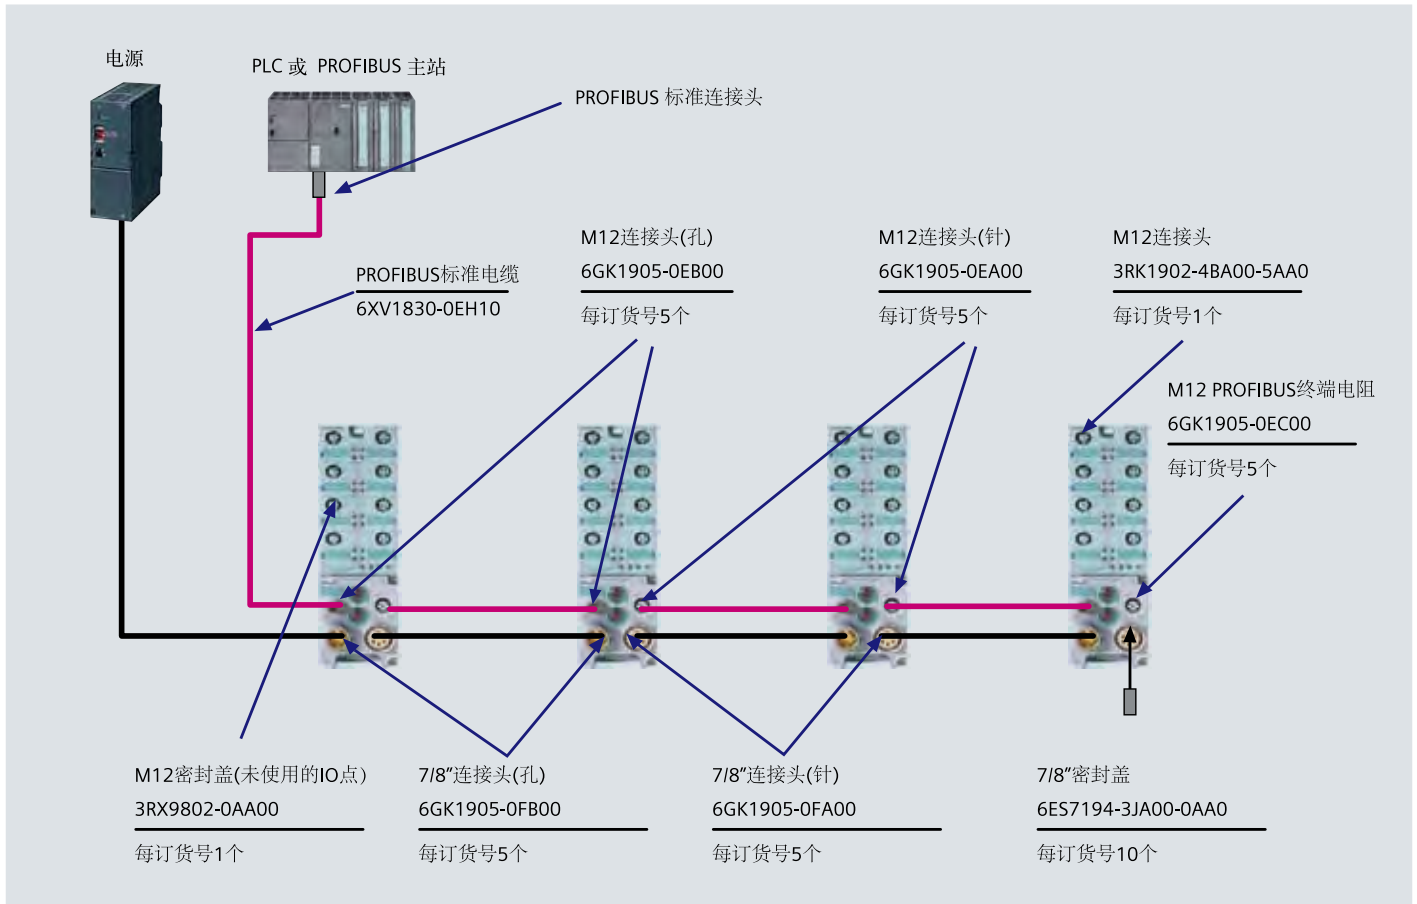 电源
PLC 或 PROFIBUS 主站
PROFIBUS 标准连接头
M12连接头(孔)
6GK1905-0EB00
每订货号5个
M12连接头(针)
6GK1905-0EA00
每订货号5个
M12连接头
3RK1902-4BA00-5AA0
每订货号1个
PROFIBUS标准电缆
6XV1830-0EH10
M12 PROFIBUS终端电阻
6GK1905-0EC00
每订货号5个
M12密封盖(未使用的IO点)
3RX9802-0AA00
每订货号1个
7/8"连接头(孔)
6GK1905-0FB00
每订货号5个
7/8"连接头(针)
6GK1905-0FA00
每订货号5个
7/8"密封盖
6ES7194-3JA00-0AA0
每订货号10个